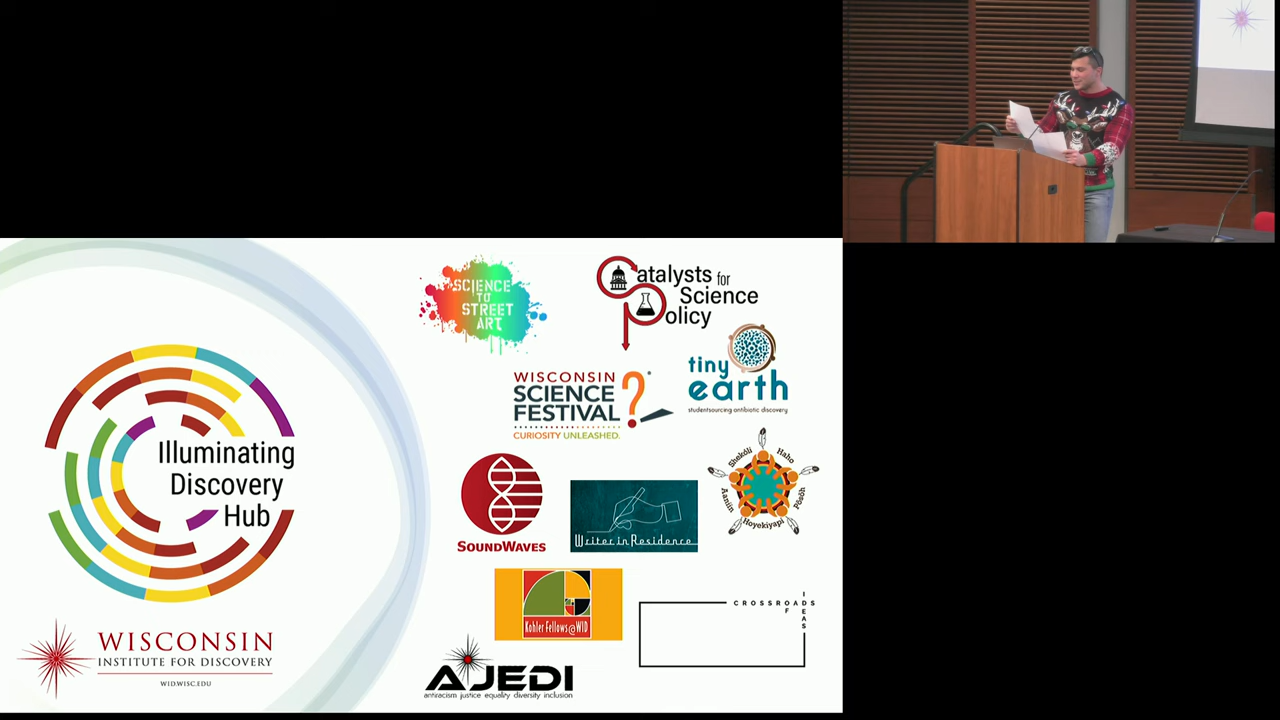 Illuminating
Discovery
Hub
WISCONSIN
INSTITUTE FOR DISCOVERY
WID.WISC.EDU
SCIENCE
TO
STREET
ART
Catalysts for
Science
Policy
tiny
earth
studentsourcing antibiotic discovery
WISCONSIN
SCIENCE
FESTIVAL
?
CURIOSITY UNLEASHED.
SOUNDWAVES
Writer in Residence
Shekóli
Haho
Pōsōh
Hoyekiyapi
Aaniin
Kohler Fellows@WID
CROSSROADS
OF
IDEAS
AJEDI
antiracism justice equality diversity inclusion